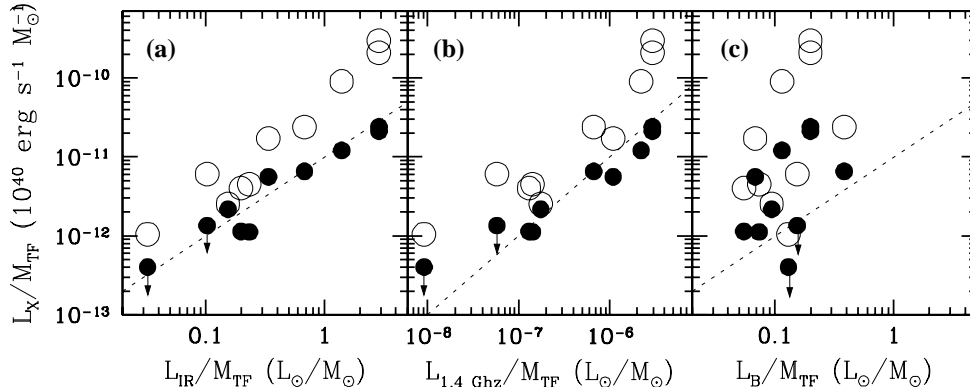 L_X/M_TF (10^40 erg s^-1 M_⊙^-1)
10^-10
10^-11
10^-12
10^-13
(a)
(b)
(c)
0.1 1
10^-8 10^-7 10^-6
0.1 1
L_IR/M_TF (L_⊙/M_⊙)
L_1.4 Ghz/M_TF (L_⊙/M_⊙)
L_B/M_TF (L_⊙/M_⊙)